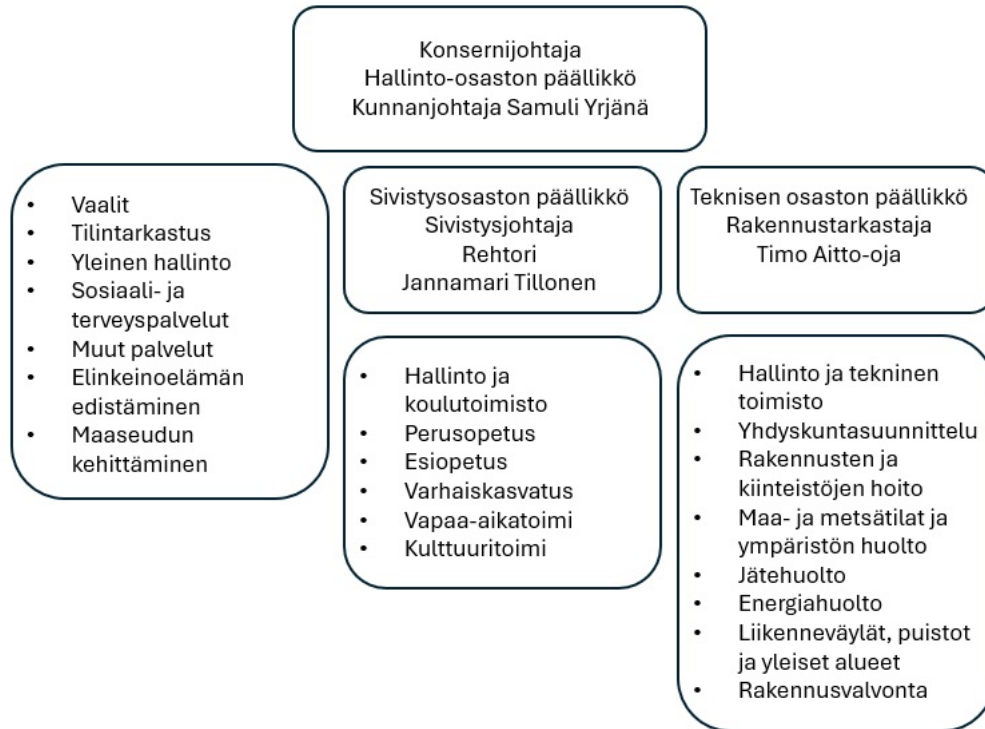 Konsernijohtaja
Hallinto-osaston päällikkö
Kunnanjohtaja Samuli Yrjänä
• Vaalit
• Tilintarkastus
• Yleinen hallinto
• Sosiaali- ja
terveyspalvelut
• Muut palvelut
• Elinkeinoelämän
edistäminen
• Maaseudun
kehittäminen
Sivistysosaston päällikkö
Sivistysjohtaja
Rehtori
Jannamari Tillonen
• Hallinto ja
koulutoimisto
• Perusopetus
• Esiopetus
• Varhaiskasvatus
• Vapaa-aikatoimi
• Kulttuuritoimi
Teknisen osaston päällikkö
Rakennustarkastaja
Timo Aitto-oja
• Hallinto ja tekninen
toimisto
• Yhdyskuntasuunnittelu
• Rakennusten ja
kiinteistöjen hoito
• Maa- ja metsätilat ja
ympäristön huolto
• Jätehuolto
• Energiahuolto
• Liikenneväylät, puistot
ja yleiset alueet
• Rakennusvalvonta